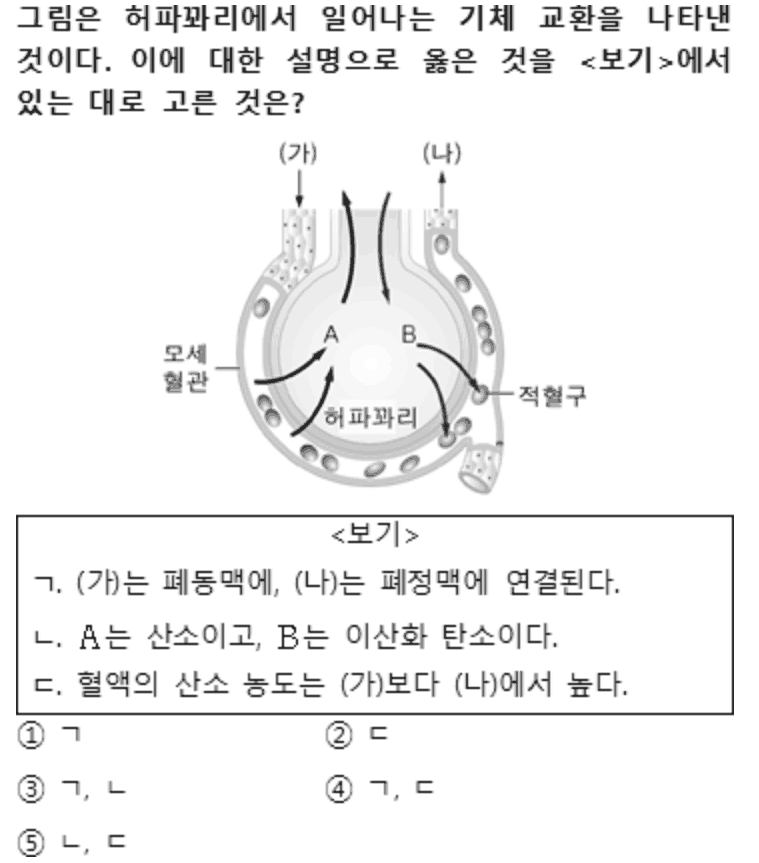 그림은 허파꽈리에서 일어나는 기체 교환을 나타낸
것이다. 이에 대한 설명으로 옳은 것을 <보기>에서
있는 대로 고른 것은?
(가) (나)
A B
모세
혈관
적혈구
허파꽈리
<보기>
ㄱ. (가)는 폐동맥에, (나)는 폐정맥에 연결된다.
ㄴ. A는 산소이고, B는 이산화 탄소이다.
ㄷ. 혈액의 산소 농도는 (가)보다 (나)에서 높다.
① ㄱ ② ㄷ
③ ㄱ, ㄴ ④ ㄱ, ㄷ
⑤ ㄴ, ㄷ